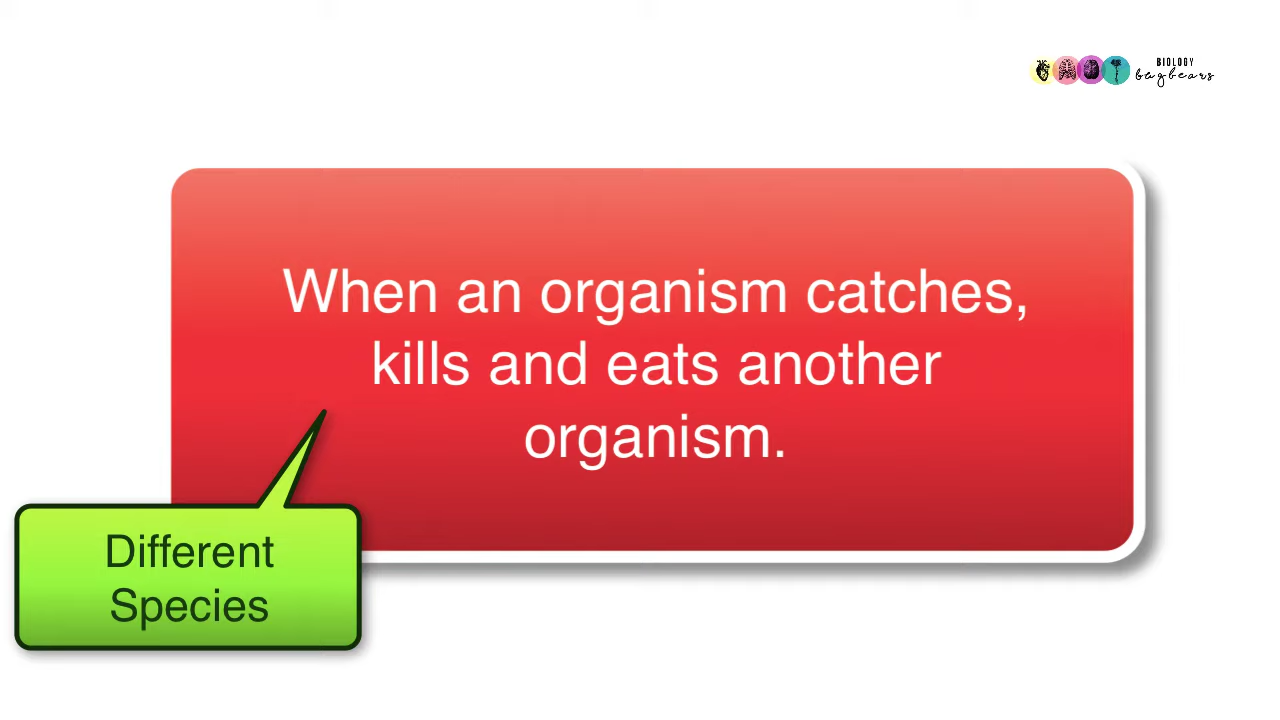 BIOLOGY
bugbears
When an organism catches,
kills and eats another
organism.
Different
Species